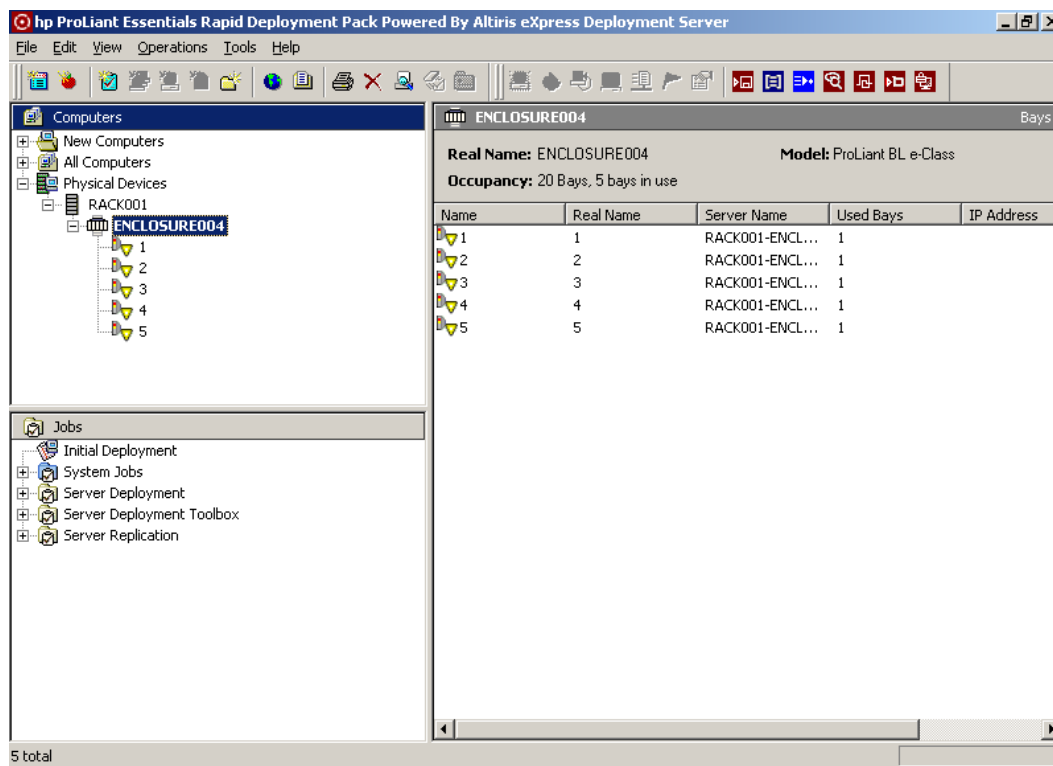 hp ProLiant Essentials Rapid Deployment Pack Powered By Altiris eXpress Deployment Server
File Edit View Operations Tools Help
Computers
New Computers
All Computers
Physical Devices
RACK001
ENCLOSURE004
1
2
3
4
5
Jobs
Initial Deployment
System Jobs
Server Deployment
Server Deployment Toolbox
Server Replication
ENCLOSURE004 Bays
Real Name: ENCLOSURE004 Model: ProLiant BL e-Class
Occupancy: 20 Bays, 5 bays in use
Name Real Name Server Name Used Bays IP Address
1 1 RACK001-ENCL... 1
2 2 RACK001-ENCL... 1
3 3 RACK001-ENCL... 1
4 4 RACK001-ENCL... 1
5 5 RACK001-ENCL... 1
5 total